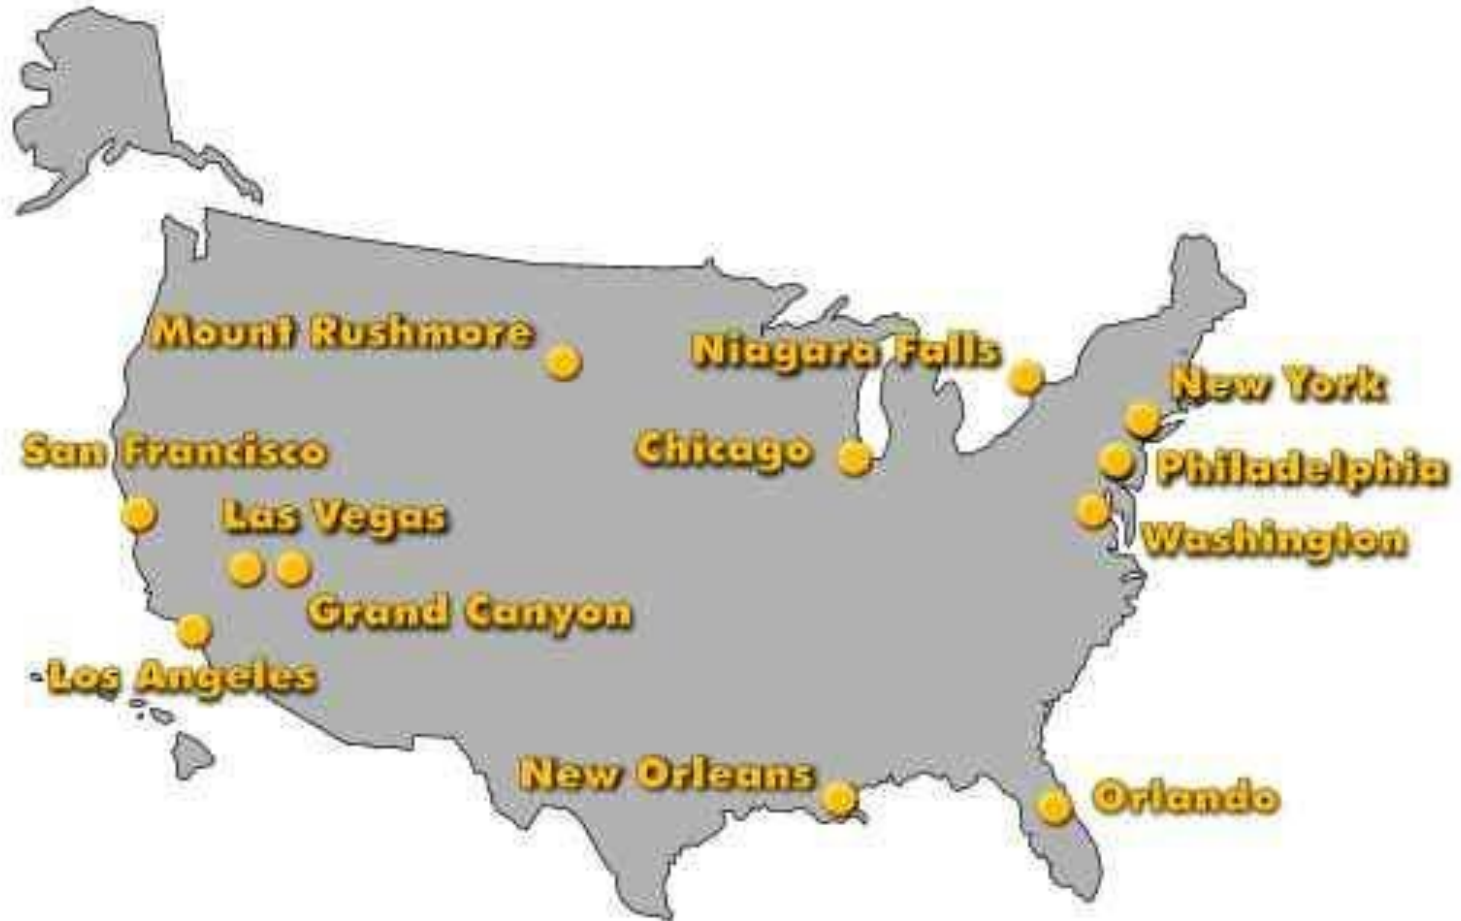 Mount Rushmore
Niagara Falls
New York
San Francisco
Chicago
Philadelphia
Las Vegas
Washington
Grand Canyon
Los Angeles
New Orleans
Orlando